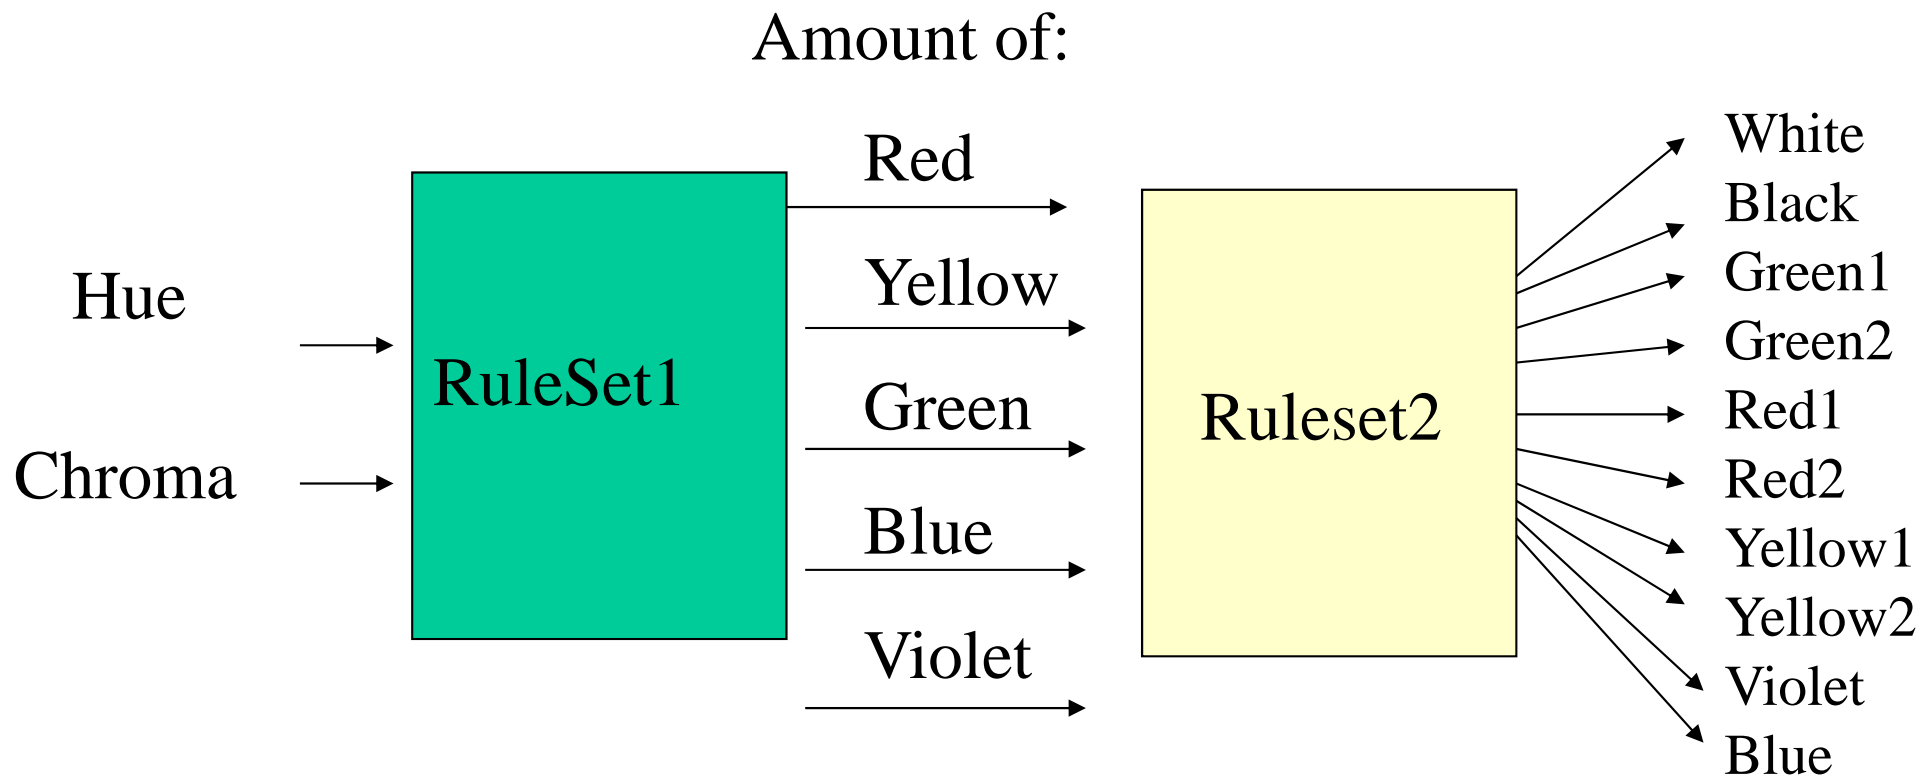 Amount of:
Hue
Chroma
RuleSet1
Red
Yellow
Green
Blue
Violet
Ruleset2
White
Black
Green1
Green2
Red1
Red2
Yellow1
Yellow2
Violet
Blue